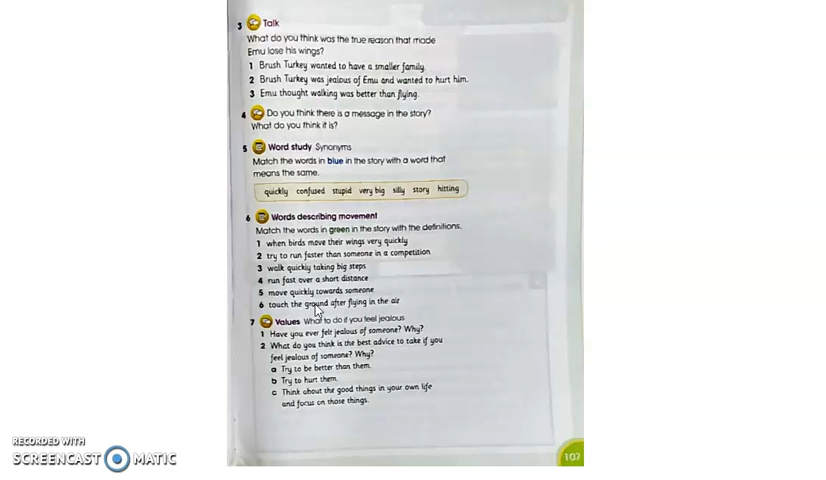 3 Talk
What do you think was the true reason that made
Emu lose his wings?
1 Brush Turkey wanted to have a smaller family.
2 Brush Turkey was jealous of Emu and wanted to hurt him.
3 Emu thought walking was better than flying.
4 Do you think there is a message in the story?
What do you think it is?
5 Word study Synonyms
Match the words in blue in the story with a word that
means the same.
quickly confused stupid very big silly story hitting
6 Words describing movement
Match the words in green in the story with the definitions.
1 when birds move their wings very quickly
2 try to run faster than someone in a competition
3 walk quickly taking big steps
4 run fast over a short distance
5 move quickly towards someone
6 touch the ground after flying in the air
7 Values What to do if you feel jealous
1 Have you ever felt jealous of someone? Why?
2 What do you think is the best advice to take if you
feel jealous of someone? Why?
a Try to be better than them.
b Try to hurt them.
c Think about the good things in your own life
and focus on those things.
107
RECORDED WITH
SCREENCAST MATIC